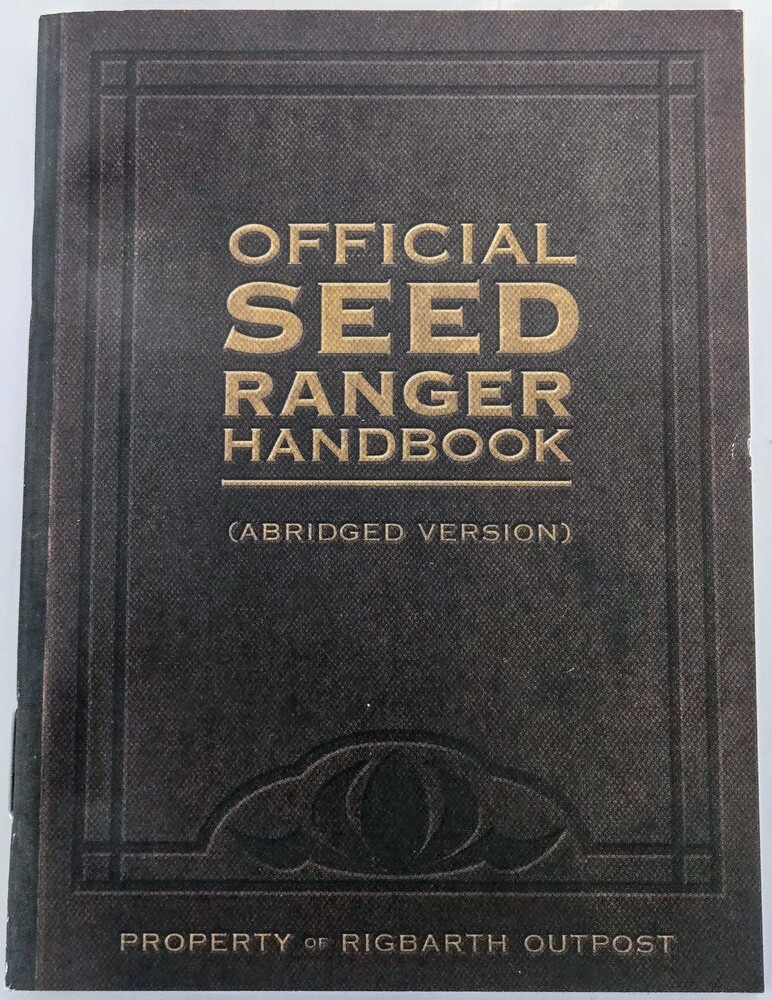 OFFICIAL
SEED
RANGER
HANDBOOK
(ABRIDGED VERSION)
PROPERTY OF RIGBARTH OUTPOST